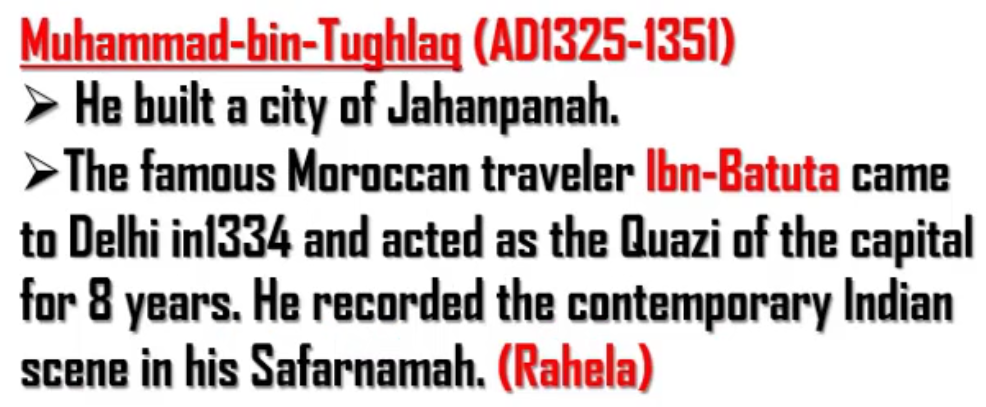 Muhammad-bin-Tughlaq (AD1325-1351)
➢ He built a city of Jahanpanah.
➢The famous Moroccan traveler Ibn-Batuta came
to Delhi in1334 and acted as the Quazi of the capital
for 8 years. He recorded the contemporary Indian
scene in his Safarnamah. (Rahela)